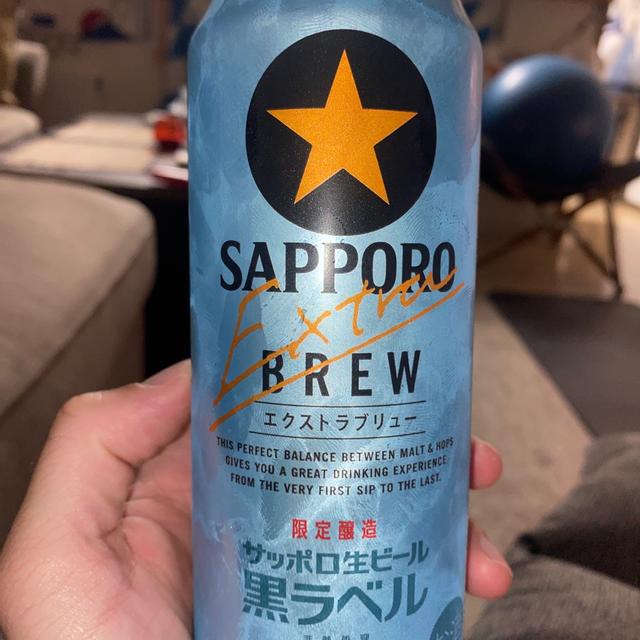 SAPPORO
Extra
BREW
エクストラブリュー
THIS PERFECT BALANCE BETWEEN MALT & HOPS
GIVES YOU A GREAT DRINKING EXPERIENCE,
FROM THE VERY FIRST SIP TO THE LAST.
限定醸造
サッポロ生ビール
黒ラベル